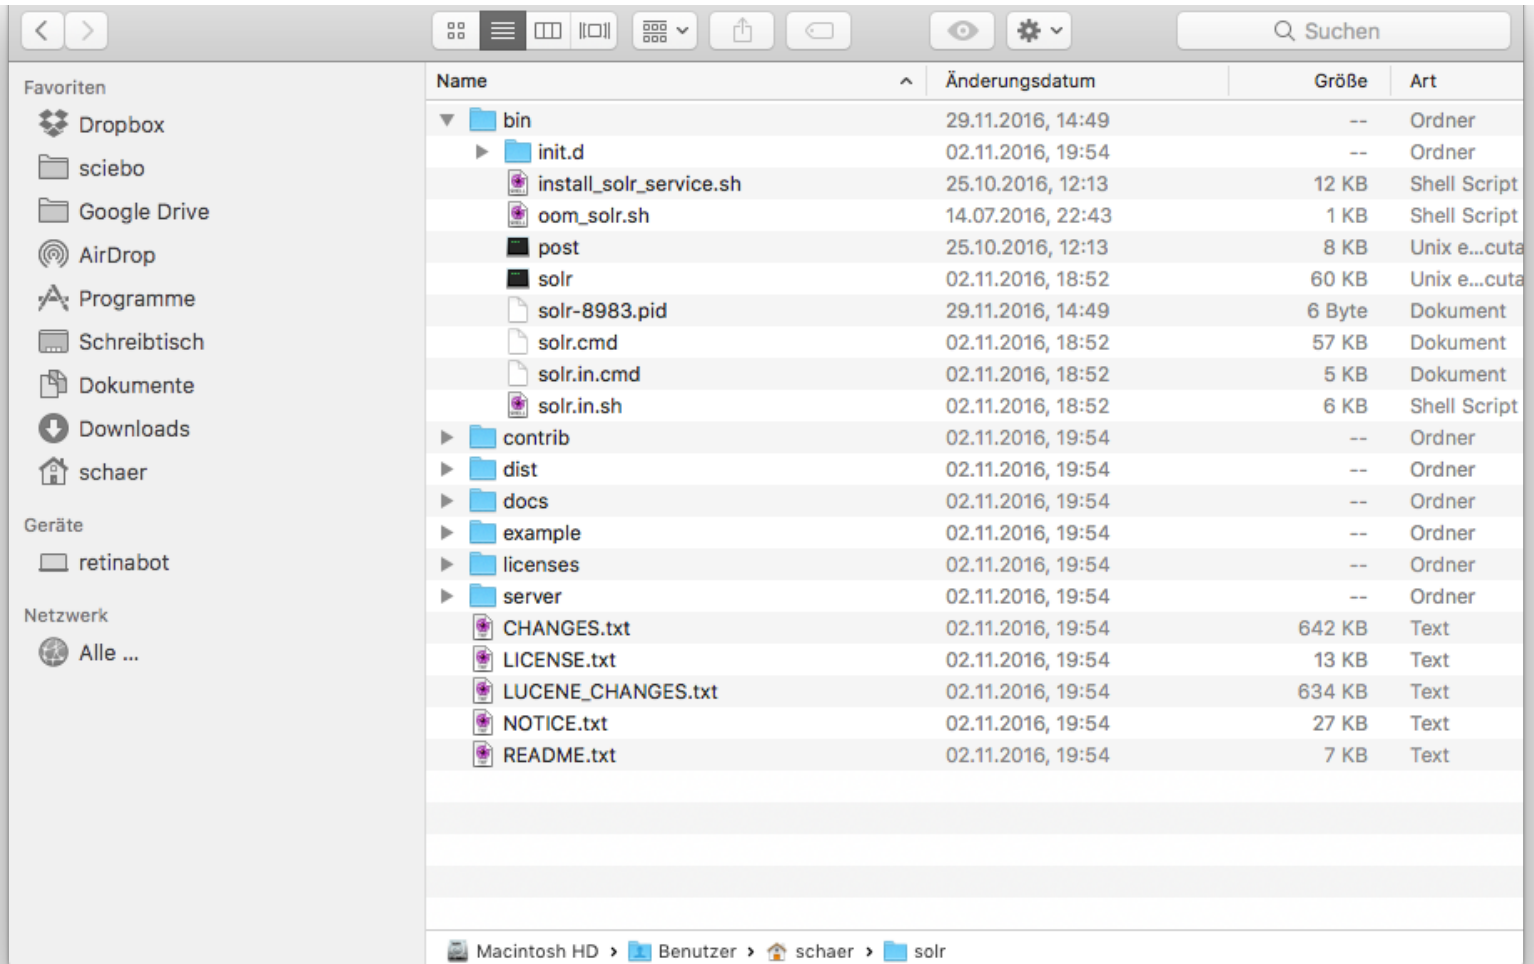 Suchen
Favoriten
Dropbox
sciebo
Google Drive
AirDrop
Programme
Schreibtisch
Dokumente
Downloads
schaer
Geräte
retinabot
Netzwerk
Alle ...
Name Änderungsdatum Größe Art
bin 29.11.2016, 14:49 -- Ordner
init.d 02.11.2016, 19:54 -- Ordner
install_solr_service.sh 25.10.2016, 12:13 12 KB Shell Script
oom_solr.sh 14.07.2016, 22:43 1 KB Shell Script
post 25.10.2016, 12:13 8 KB Unix e...cuta
solr 02.11.2016, 18:52 60 KB Unix e...cuta
solr-8983.pid 29.11.2016, 14:49 6 Byte Dokument
solr.cmd 02.11.2016, 18:52 57 KB Dokument
solr.in.cmd 02.11.2016, 18:52 5 KB Dokument
solr.in.sh 02.11.2016, 18:52 6 KB Shell Script
contrib 02.11.2016, 19:54 -- Ordner
dist 02.11.2016, 19:54 -- Ordner
docs 02.11.2016, 19:54 -- Ordner
example 02.11.2016, 19:54 -- Ordner
licenses 02.11.2016, 19:54 -- Ordner
server 02.11.2016, 19:54 -- Ordner
CHANGES.txt 02.11.2016, 19:54 642 KB Text
LICENSE.txt 02.11.2016, 19:54 13 KB Text
LUCENE_CHANGES.txt 02.11.2016, 19:54 634 KB Text
NOTICE.txt 02.11.2016, 19:54 27 KB Text
README.txt 02.11.2016, 19:54 7 KB Text
Macintosh HD › Benutzer › schaer › solr